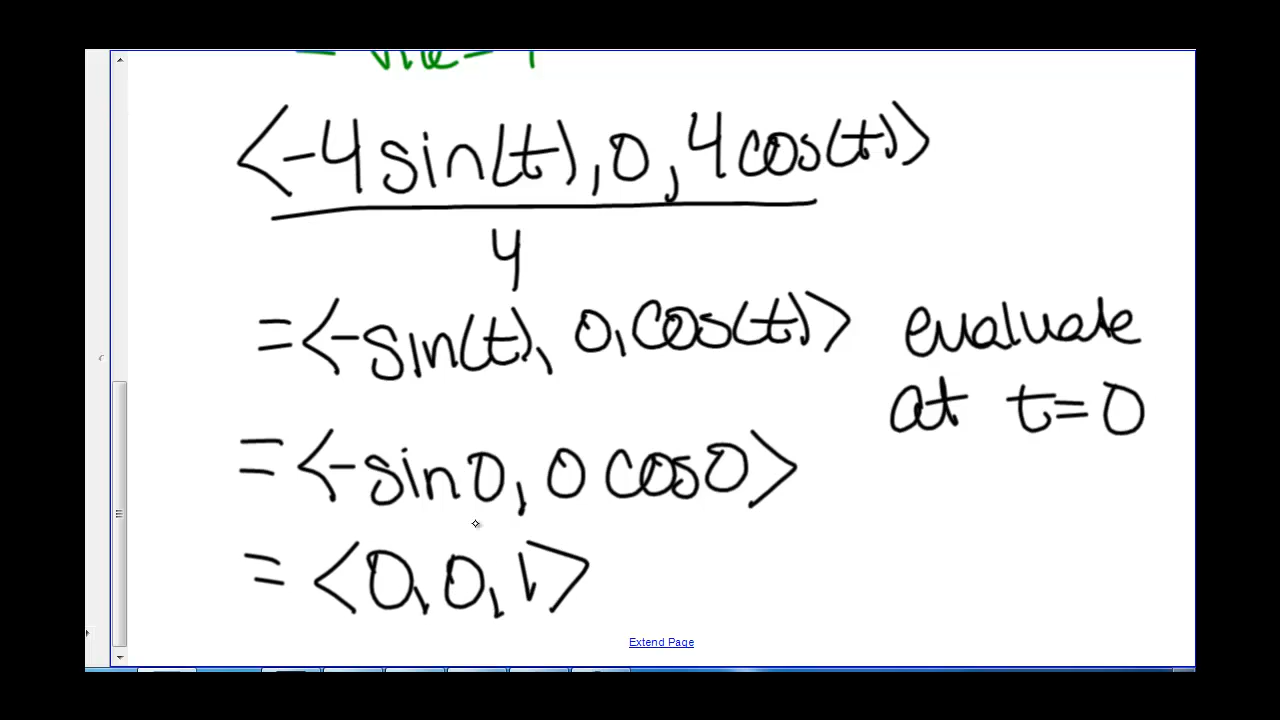 <-4sin(t), 0, 4cos(t)>
4
=<-sin(t), 0, cos(t)> evaluate
at t=0
=<-sin0, 0 cos0>
= <0, 0, 1>
Extend Page